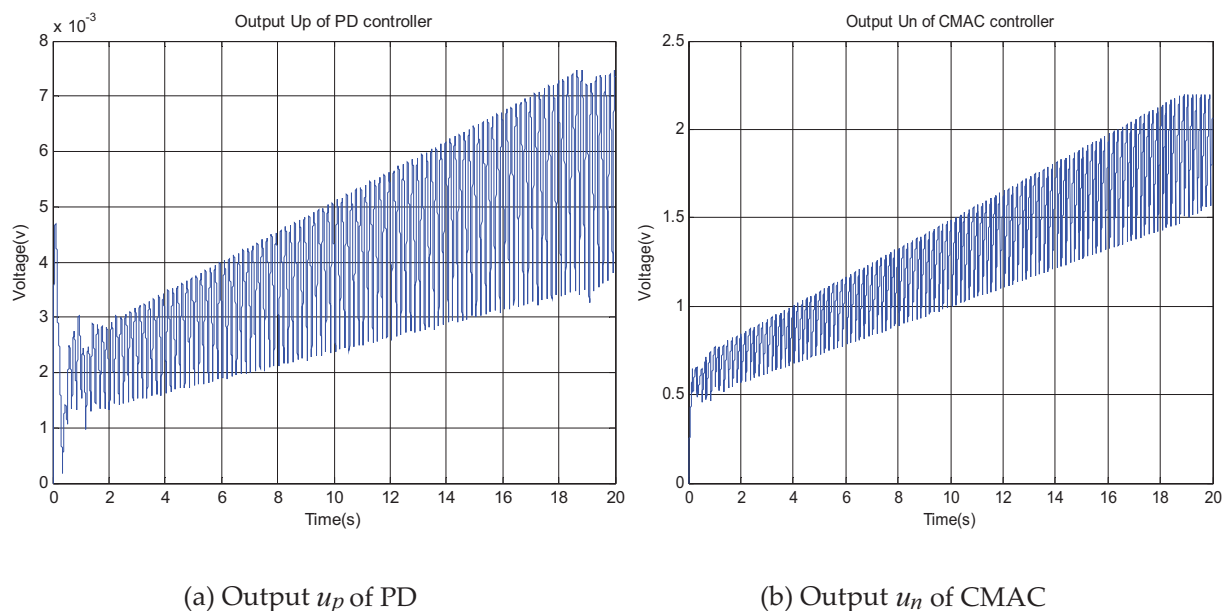 Output Up of PD controller
x 10-3
8
7
6
5
4
3
2
1
0
Voltage(v)
0 2 4 6 8 10 12 14 16 18 20
Time(s)
(a) Output up of PD
Output Un of CMAC controller
2.5
2
1.5
1
0.5
0
Voltage(v)
0 2 4 6 8 10 12 14 16 18 20
Time(s)
(b) Output un of CMAC